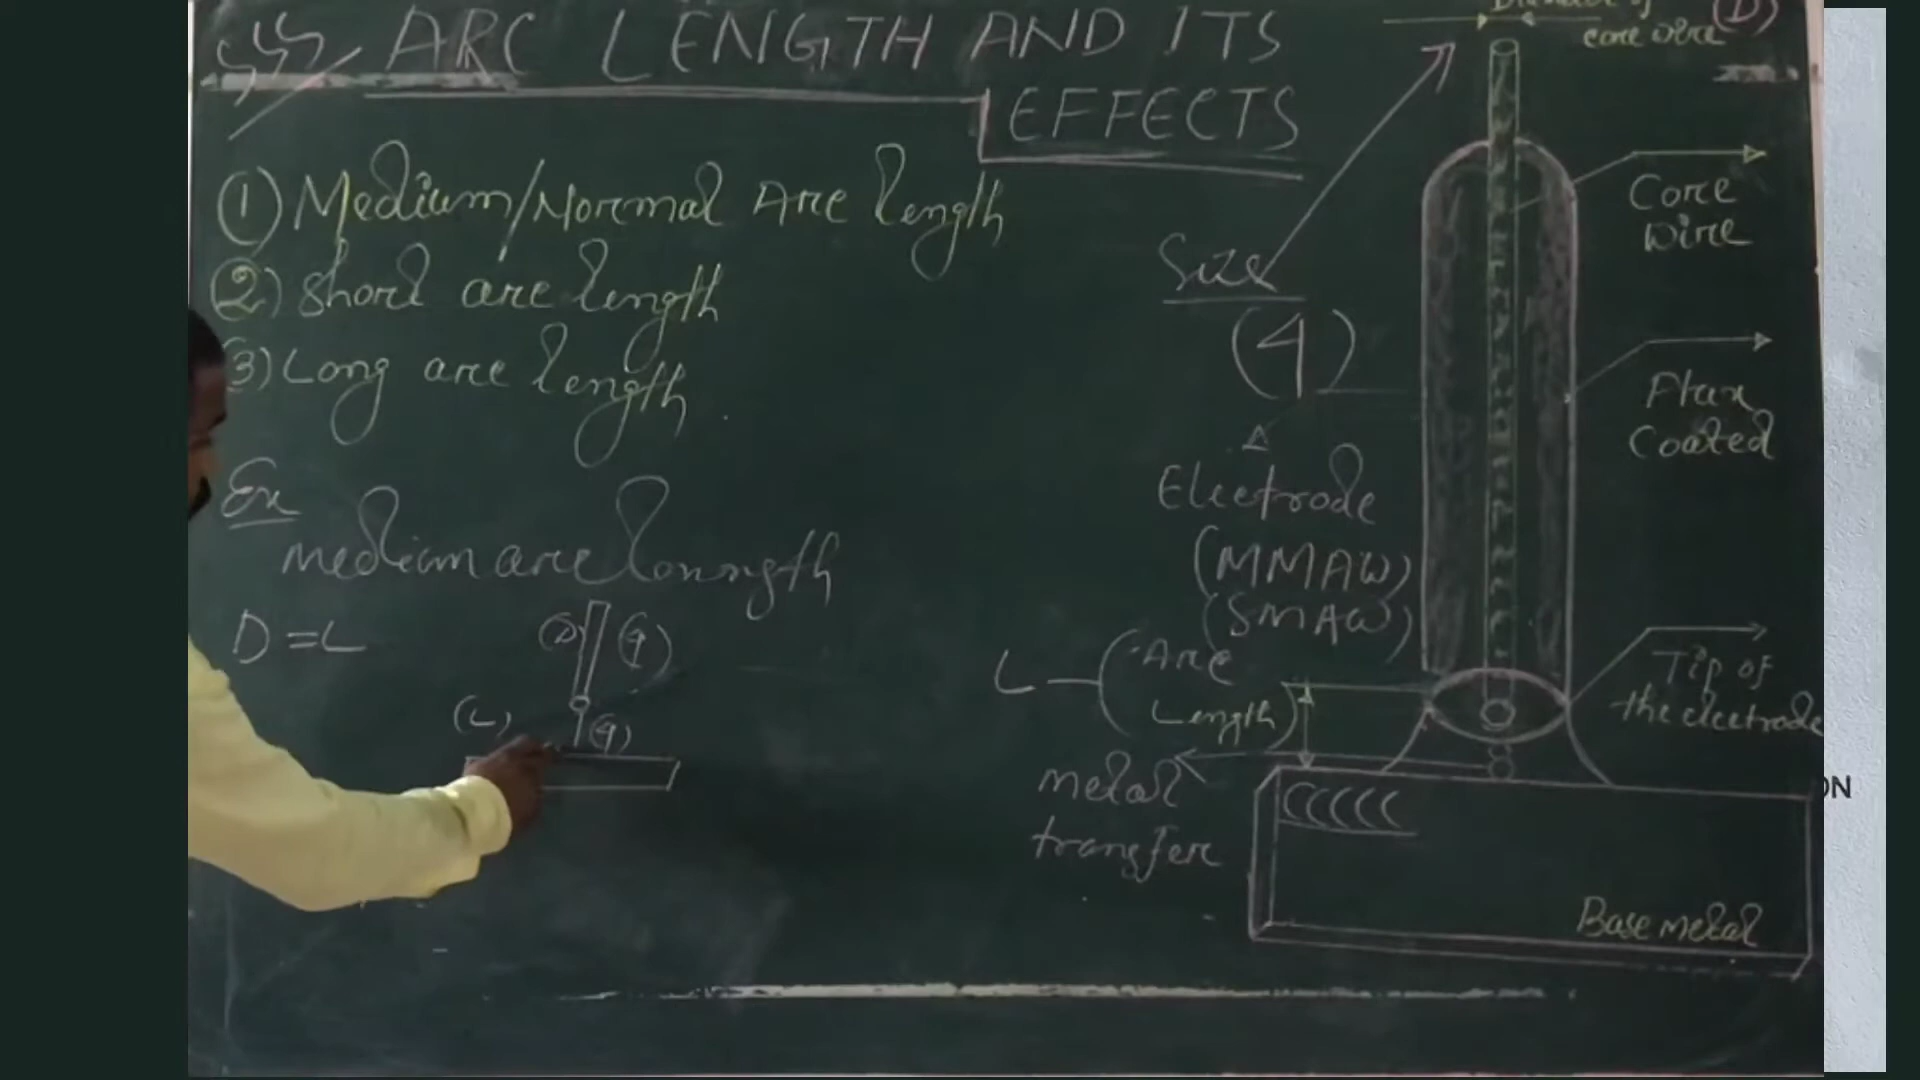 ARC LENGTH AND ITS
EFFECTS
(1) Medium/Normal Arc length
(2) Short arc length
(3) Long arc length
Ex
medium arc lonngth
D = L
(D) (4)
(L) (4)
Diameter of (D)
core wire
Size
(4)
Electrode
(MMAW)
(SMAW)
L — (Arc
Length)
metal
transfer
Core
wire
Flux
Coated
Tip of
the electrode
Base metal
ON